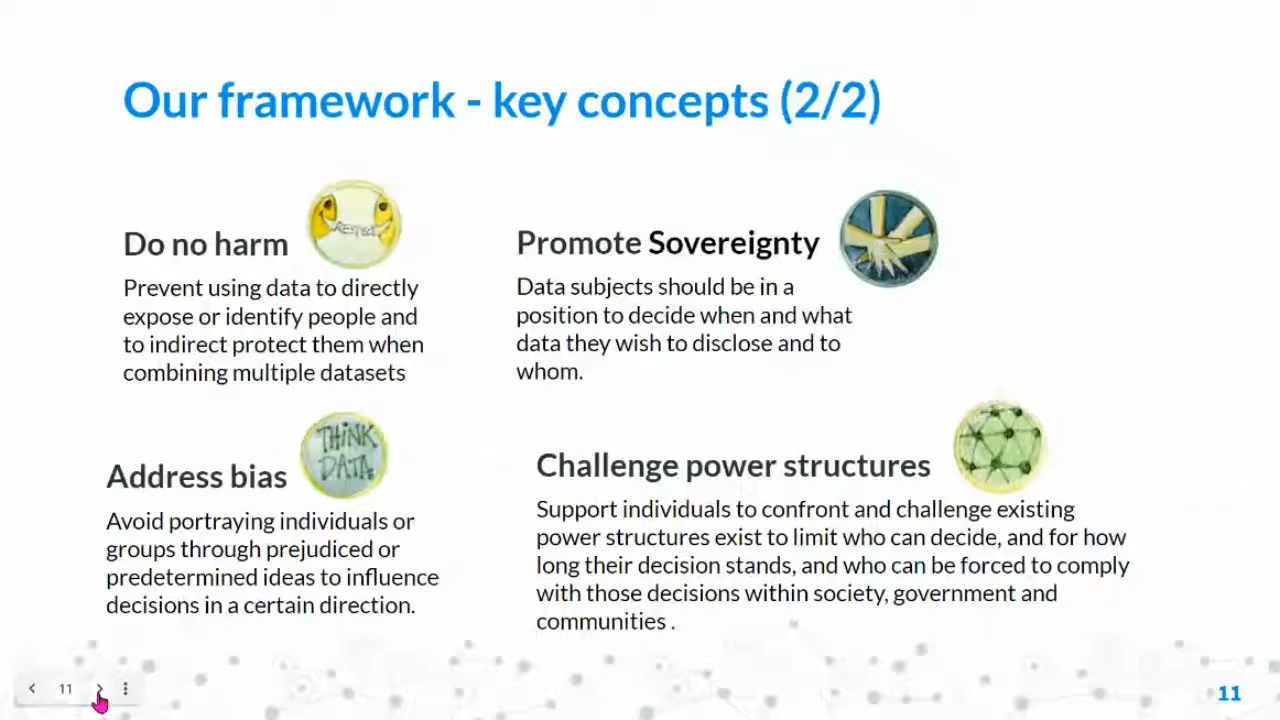 Our framework - key concepts (2/2)
Do no harm
RESPECT
Prevent using data to directly
expose or identify people and
to indirect protect them when
combining multiple datasets
Promote Sovereignty
Data subjects should be in a
position to decide when and what
data they wish to disclose and to
whom.
Address bias
THINK
DATA
Avoid portraying individuals or
groups through prejudiced or
predetermined ideas to influence
decisions in a certain direction.
Challenge power structures
Support individuals to confront and challenge existing
power structures exist to limit who can decide, and for how
long their decision stands, and who can be forced to comply
with those decisions within society, government and
communities .
11
11